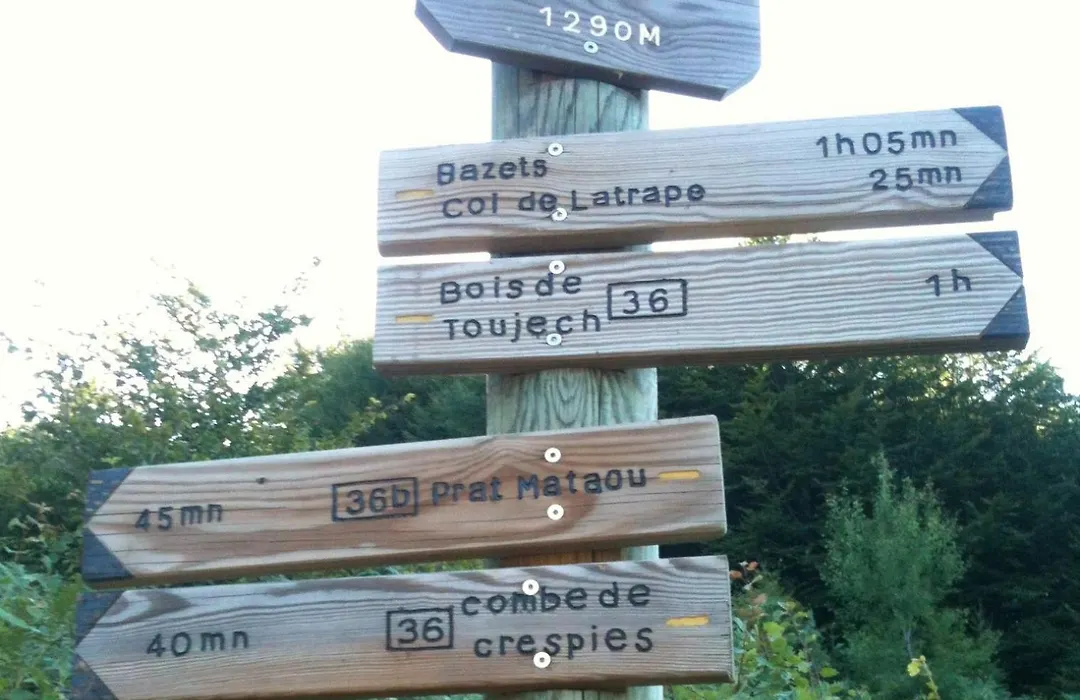 1290M
Bazets 1h05mn
Col de Latrape 25mn
Bois de
Toujech 36 1h
45mn 36b Prat Mataou
40mn 36 combe de
crespies